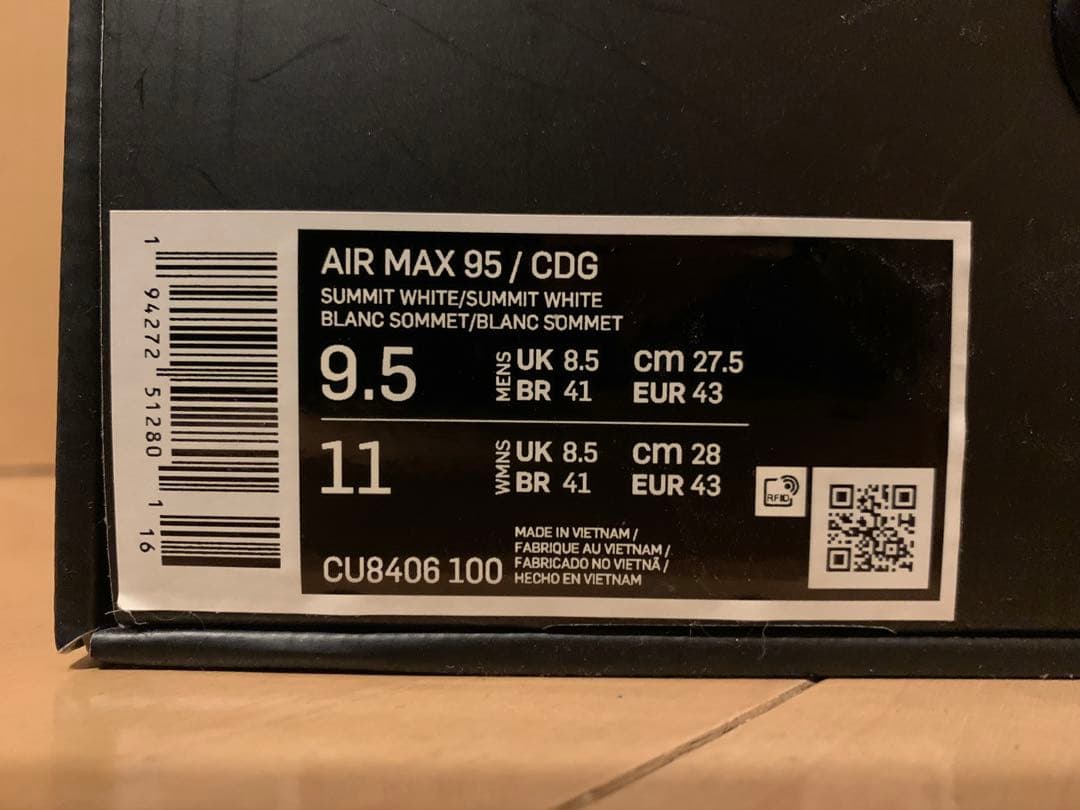 1 94272 51280 1 16
AIR MAX 95 / CDG
SUMMIT WHITE/SUMMIT WHITE
BLANC SOMMET/BLANC SOMMET
9.5 MENS UK 8.5 cm 27.5
BR 41 EUR 43
11 WMNS UK 8.5 cm 28
BR 41 EUR 43
RFID
CU8406 100
MADE IN VIETNAM /
FABRIQUE AU VIETNAM /
FABRICADO NO VIETNÃ /
HECHO EN VIETNAM